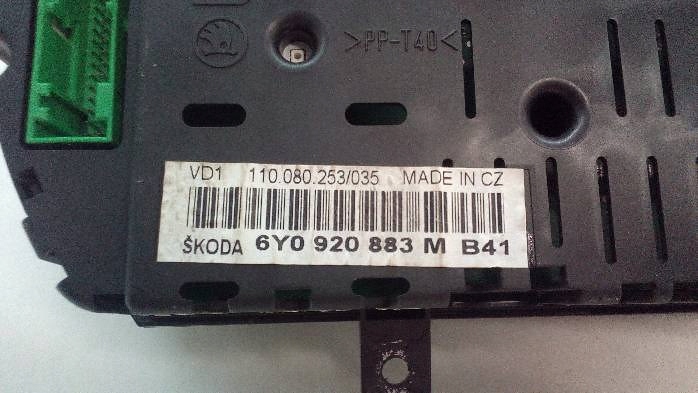 >PP-T40<
VD1 110.080.253/035 MADE IN CZ
ŠKODA 6Y0 920 883 M B41